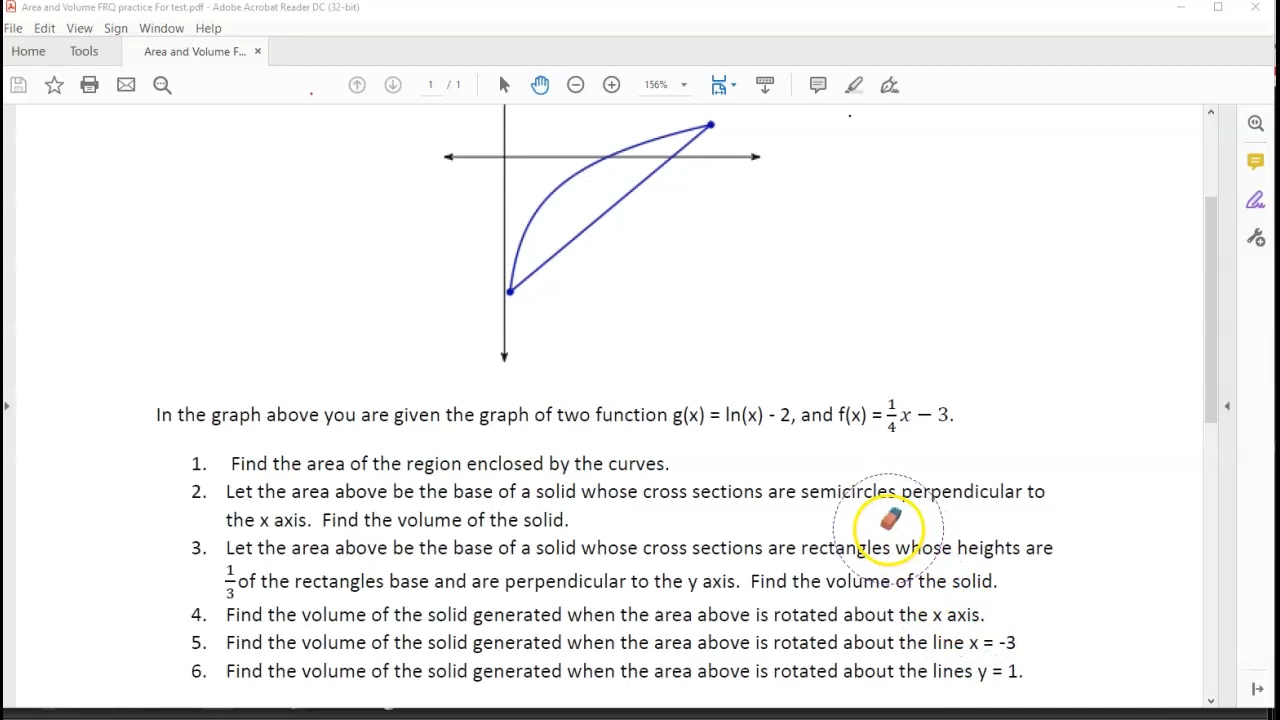 Area and Volume FRQ practice For test.pdf - Adobe Acrobat Reader DC (32-bit)
File Edit View Sign Window Help
Home Tools Area and Volume F... ×
1 / 1 156%
In the graph above you are given the graph of two function g(x) = ln(x) - 2, and f(x) = 1/4 x − 3.
1. Find the area of the region enclosed by the curves.
2. Let the area above be the base of a solid whose cross sections are semicircles perpendicular to
the x axis. Find the volume of the solid.
3. Let the area above be the base of a solid whose cross sections are rectangles whose heights are
1/3 of the rectangles base and are perpendicular to the y axis. Find the volume of the solid.
4. Find the volume of the solid generated when the area above is rotated about the x axis.
5. Find the volume of the solid generated when the area above is rotated about the line x = -3
6. Find the volume of the solid generated when the area above is rotated about the lines y = 1.